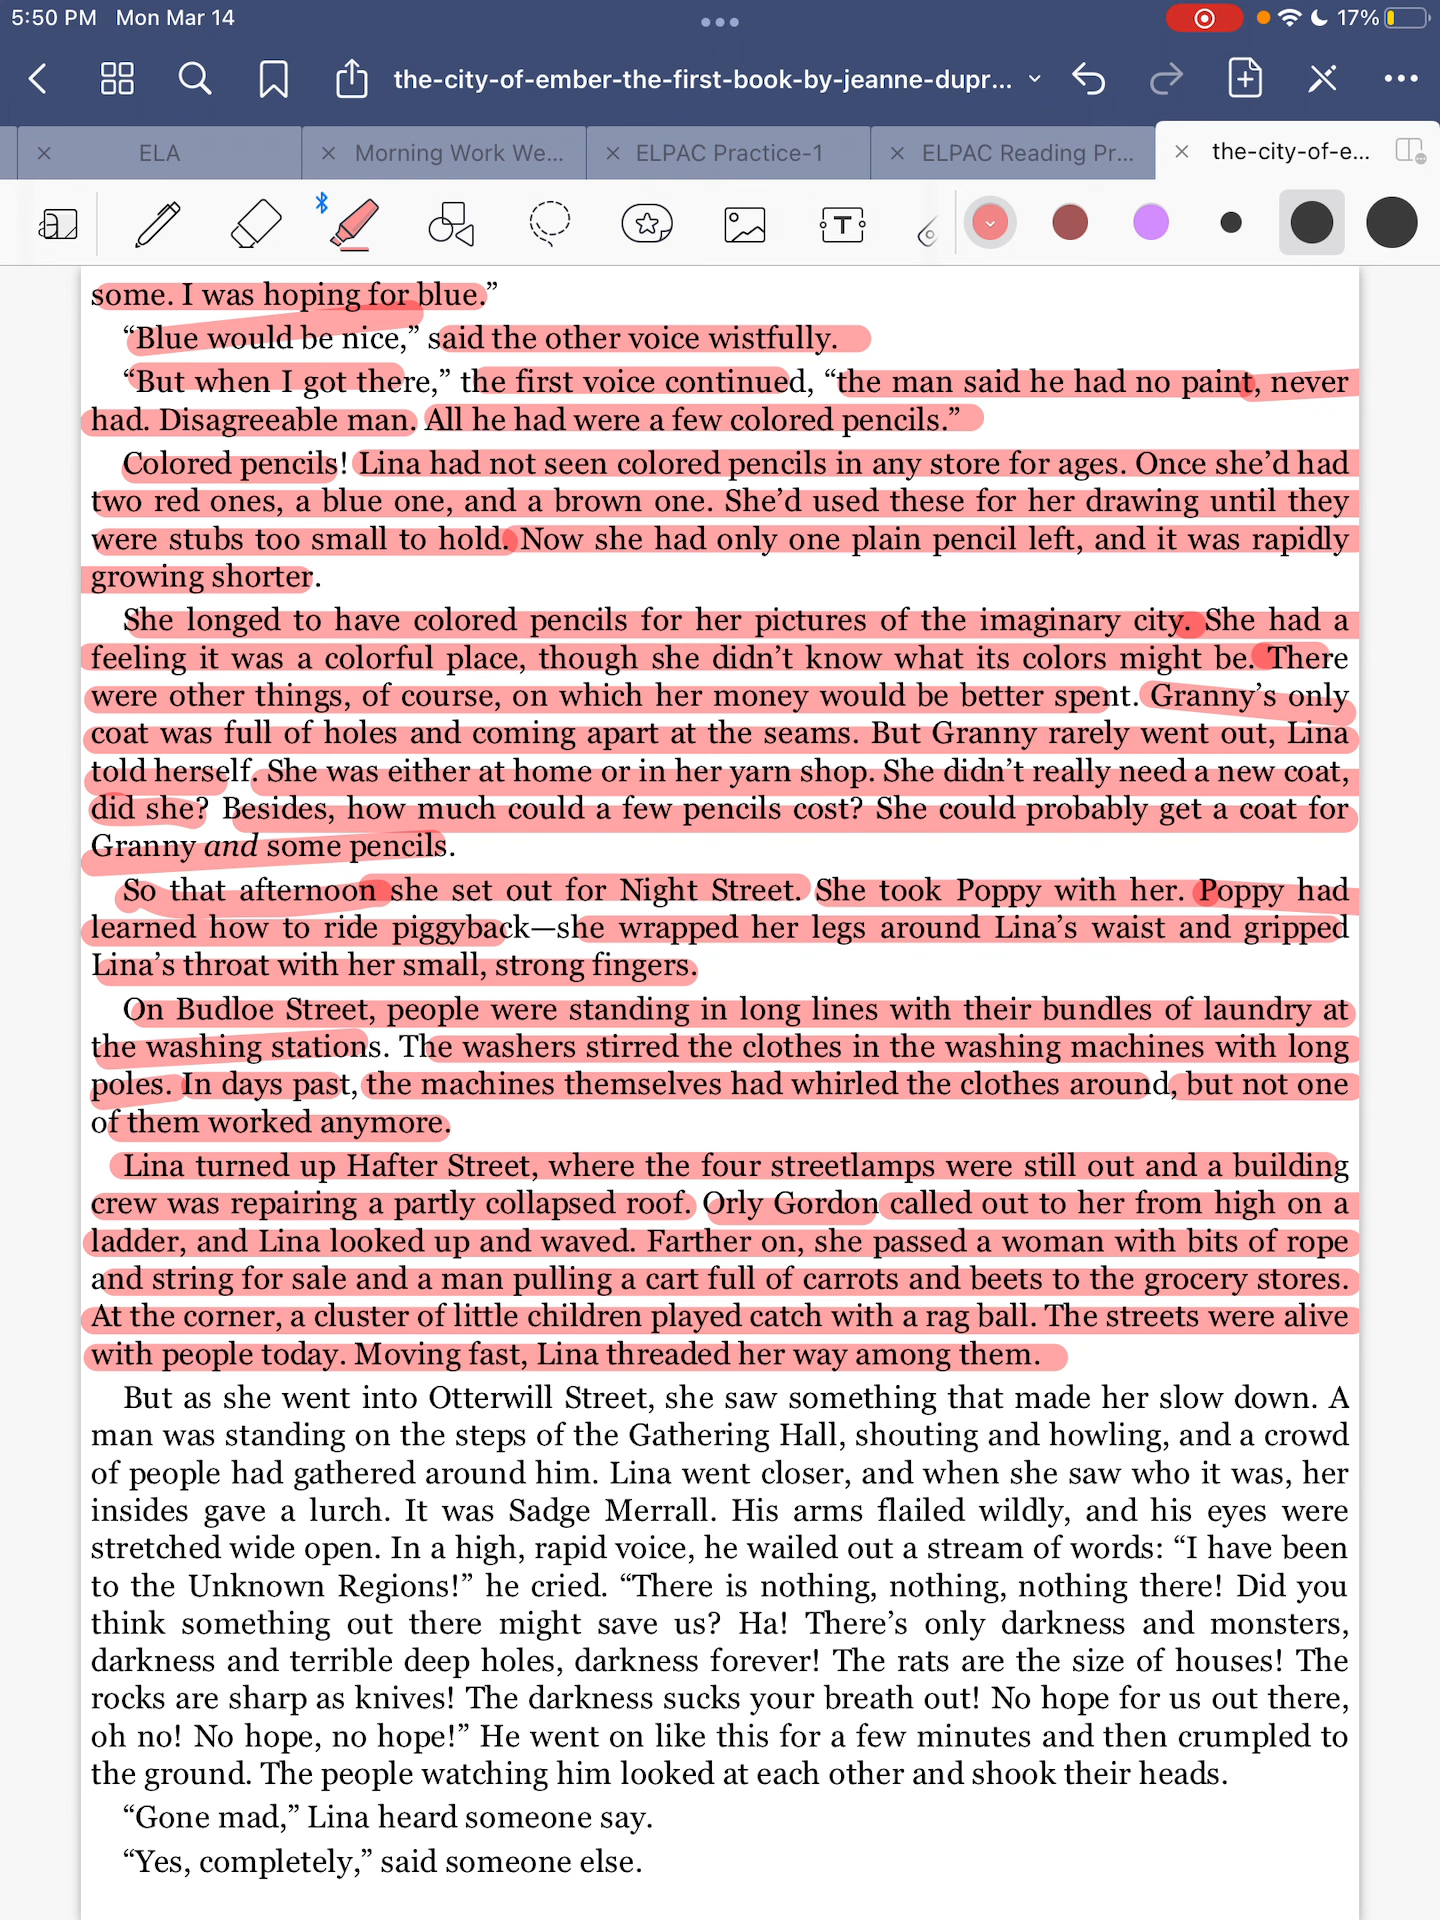 5:50 PM Mon Mar 14
17%
the-city-of-ember-the-first-book-by-jeanne-dupr...
ELA
Morning Work We...
ELPAC Practice-1
ELPAC Reading Pr...
the-city-of-e...
T
some. I was hoping for blue.”
“Blue would be nice,” said the other voice wistfully.
“But when I got there,” the first voice continued, “the man said he had no paint, never
had. Disagreeable man. All he had were a few colored pencils.”
Colored pencils! Lina had not seen colored pencils in any store for ages. Once she’d had
two red ones, a blue one, and a brown one. She’d used these for her drawing until they
were stubs too small to hold. Now she had only one plain pencil left, and it was rapidly
growing shorter.
She longed to have colored pencils for her pictures of the imaginary city. She had a
feeling it was a colorful place, though she didn’t know what its colors might be. There
were other things, of course, on which her money would be better spent. Granny’s only
coat was full of holes and coming apart at the seams. But Granny rarely went out, Lina
told herself. She was either at home or in her yarn shop. She didn’t really need a new coat,
did she? Besides, how much could a few pencils cost? She could probably get a coat for
Granny and some pencils.
So that afternoon she set out for Night Street. She took Poppy with her. Poppy had
learned how to ride piggyback—she wrapped her legs around Lina’s waist and gripped
Lina’s throat with her small, strong fingers.
On Budloe Street, people were standing in long lines with their bundles of laundry at
the washing stations. The washers stirred the clothes in the washing machines with long
poles. In days past, the machines themselves had whirled the clothes around, but not one
of them worked anymore.
Lina turned up Hafter Street, where the four streetlamps were still out and a building
crew was repairing a partly collapsed roof. Orly Gordon called out to her from high on a
ladder, and Lina looked up and waved. Farther on, she passed a woman with bits of rope
and string for sale and a man pulling a cart full of carrots and beets to the grocery stores.
At the corner, a cluster of little children played catch with a rag ball. The streets were alive
with people today. Moving fast, Lina threaded her way among them.
But as she went into Otterwill Street, she saw something that made her slow down. A
man was standing on the steps of the Gathering Hall, shouting and howling, and a crowd
of people had gathered around him. Lina went closer, and when she saw who it was, her
insides gave a lurch. It was Sadge Merrall. His arms flailed wildly, and his eyes were
stretched wide open. In a high, rapid voice, he wailed out a stream of words: “I have been
to the Unknown Regions!” he cried. “There is nothing, nothing, nothing there! Did you
think something out there might save us? Ha! There’s only darkness and monsters,
darkness and terrible deep holes, darkness forever! The rats are the size of houses! The
rocks are sharp as knives! The darkness sucks your breath out! No hope for us out there,
oh no! No hope, no hope!” He went on like this for a few minutes and then crumpled to
the ground. The people watching him looked at each other and shook their heads.
“Gone mad,” Lina heard someone say.
“Yes, completely,” said someone else.